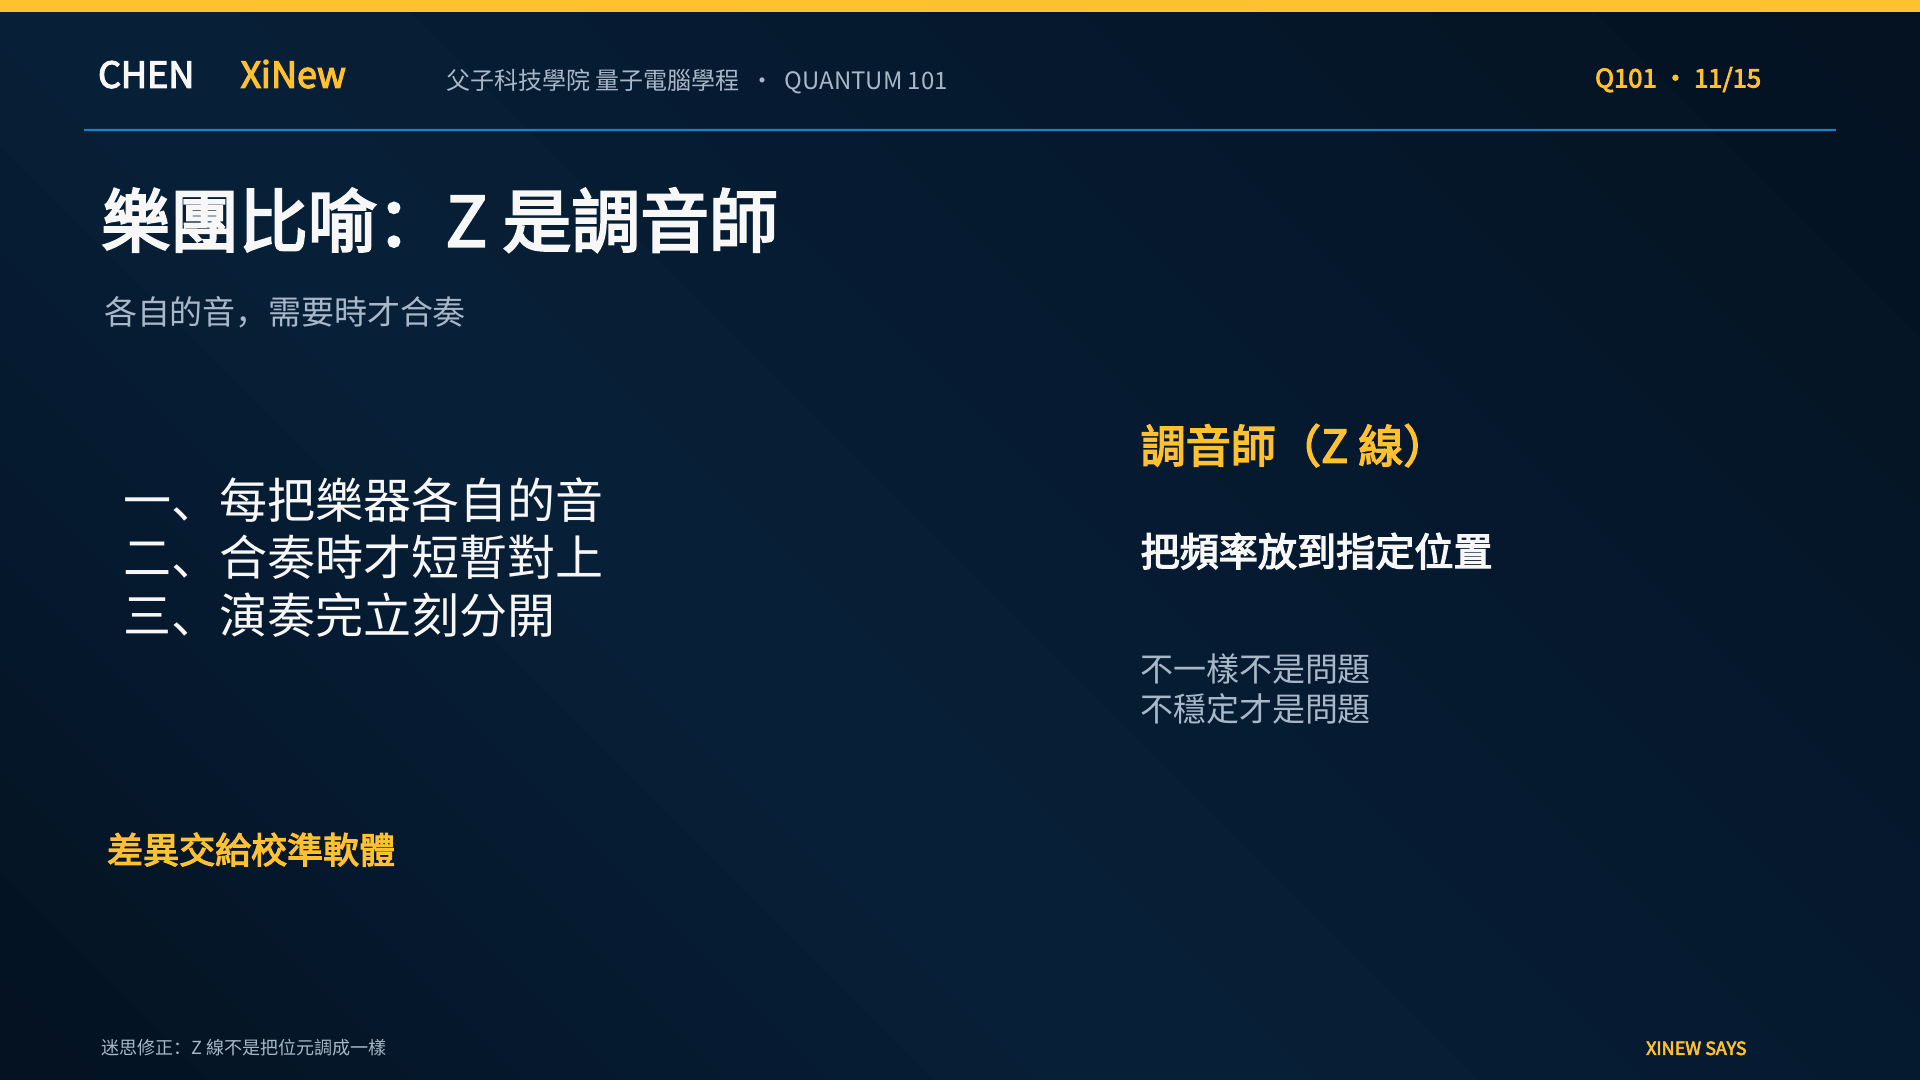 CHEN XiNew 父子科技學院 量子電腦學程 · QUANTUM 101 Q101 · 11/15
樂團比喻：Z 是調音師
各自的音，需要時才合奏
一、每把樂器各自的音
二、合奏時才短暫對上
三、演奏完立刻分開
差異交給校準軟體
調音師（Z 線）
把頻率放到指定位置
不一樣不是問題
不穩定才是問題
迷思修正：Z 線不是把位元調成一樣
XINEW SAYS